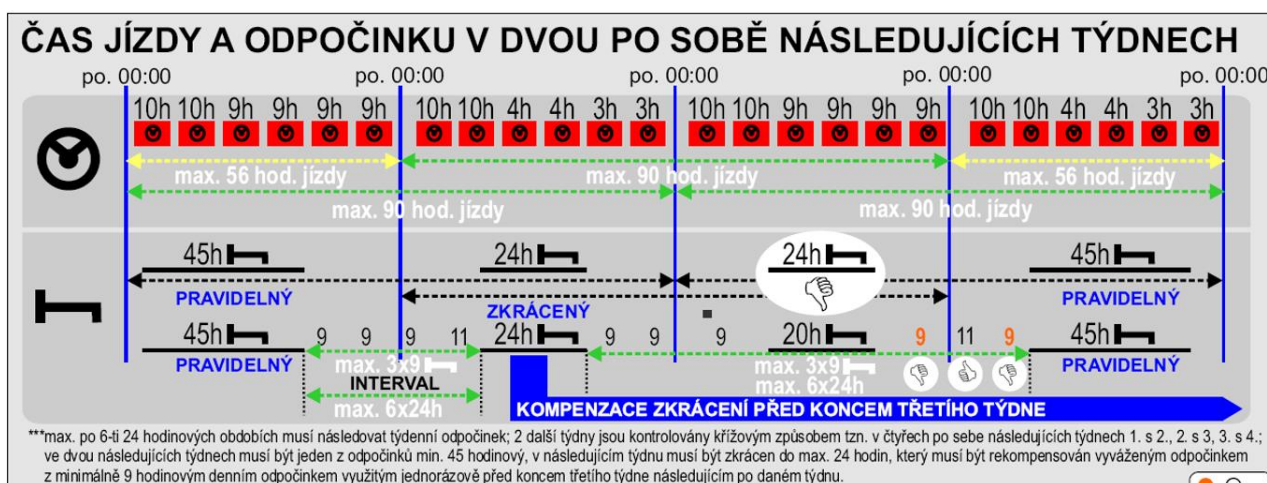 ČAS JÍZDY A ODPOČINKU V DVOU PO SOBĚ NÁSLEDUJÍCÍCH TÝDNECH
po. 00:00 po. 00:00 po. 00:00 po. 00:00 po. 00:00
10h 10h 9h 9h 9h 9h 10h 10h 4h 4h 3h 3h 10h 10h 9h 9h 9h 9h 10h 10h 4h 4h 3h 3h
max. 56 hod. jízdy max. 90 hod. jízdy max. 56 hod. jízdy
max. 90 hod. jízdy max. 90 hod. jízdy
45h 24h 24h 45h
PRAVIDELNÝ ZKRÁCENÝ PRAVIDELNÝ
45h 9 9 9 11 24h 9 9 9 20h 9 11 9 45h
PRAVIDELNÝ max. 3x9 max. 3x9 PRAVIDELNÝ
INTERVAL max. 6x24h
max. 6x24h
KOMPENZACE ZKRÁCENÍ PŘED KONCEM TŘETÍHO TÝDNE
***max. po 6-ti 24 hodinových obdobích musí následovat týdenní odpočinek; 2 další týdny jsou kontrolovány křížovým způsobem tzn. v čtyřech po sebe následujících týdnech 1. s 2., 2. s 3, 3. s 4.;
ve dvou následujících týdnech musí být jeden z odpočinků min. 45 hodinový, v následujícím týdnu musí být zkrácen do max. 24 hodin, který musí být rekompenzován vyváženým odpočinkem
z minimálně 9 hodinovým denním odpočinkem využitým jednorázově před koncem třetího týdne následujícím po daném týdnu.